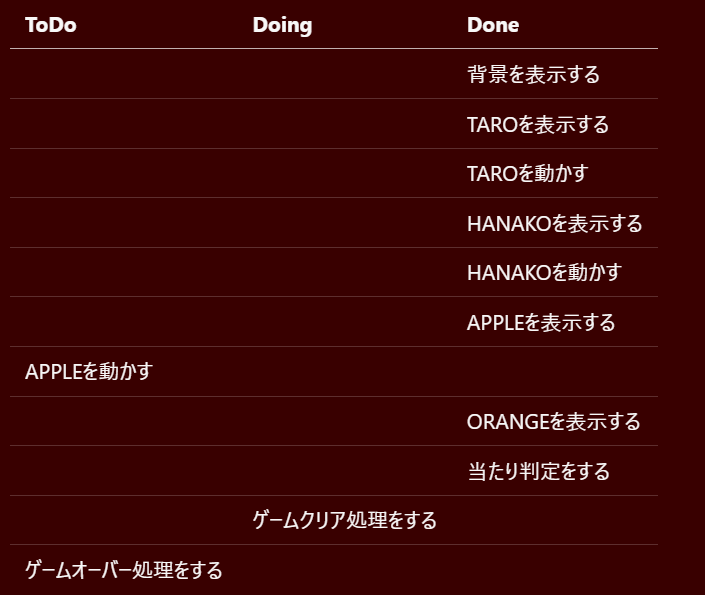 ToDo Doing Done
背景を表示する
TAROを表示する
TAROを動かす
HANAKOを表示する
HANAKOを動かす
APPLEを表示する
APPLEを動かす
ORANGEを表示する
当たり判定をする
ゲームクリア処理をする
ゲームオーバー処理をする